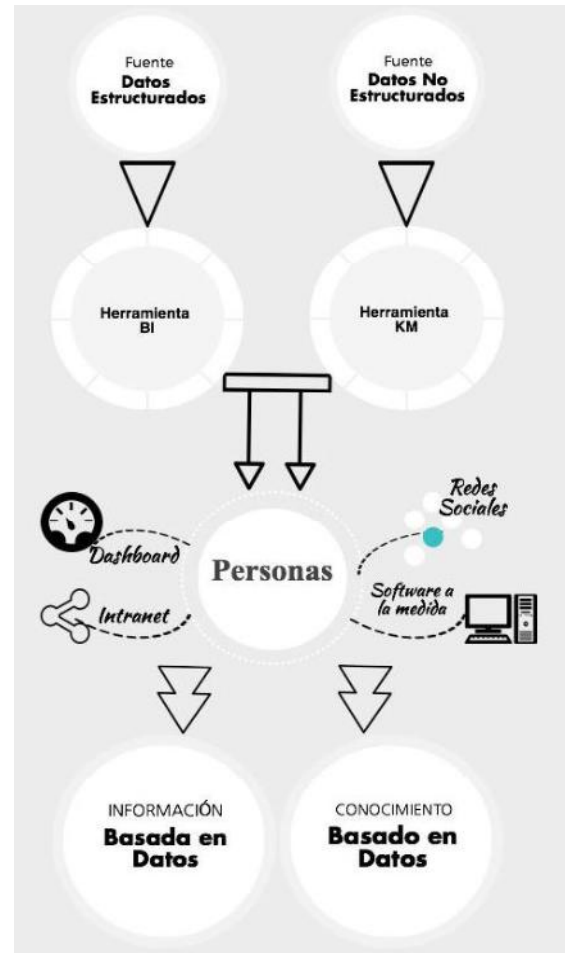 Fuente
Datos
Estructurados
Fuente
Datos No
Estructurados
Herramienta
BI
Herramienta
KM
Dashboard
Intranet
Personas
Redes
Sociales
Software a
la medida
INFORMACIÓN
Basada en
Datos
CONOCIMIENTO
Basado en
Datos